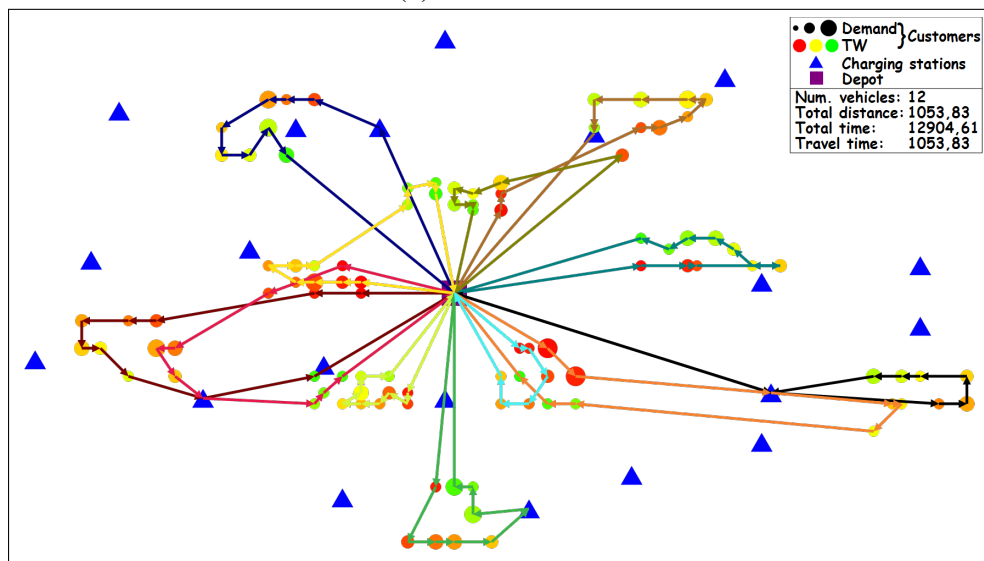 Demand
TW
} Customers
Charging stations
Depot
Num. vehicles: 12
Total distance: 1053,83
Total time: 12904,61
Travel time: 1053,83